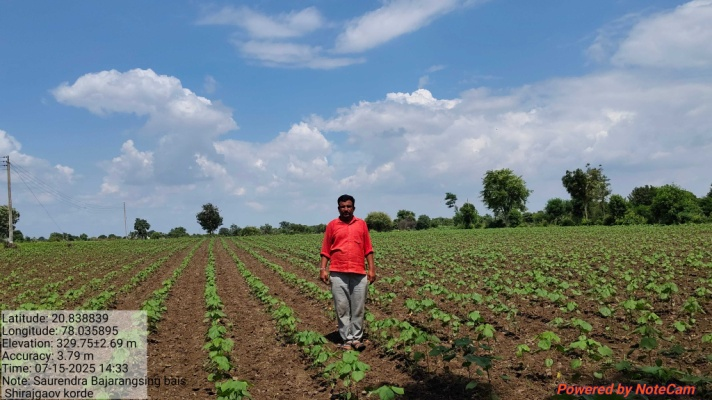 Latitude: 20.838839
Longitude: 78.035895
Elevation: 329.75±2.69 m
Accuracy: 3.79 m
Time: 07-15-2025 14:33
Note: Saurendra Bajarangsing bais
Shirajgaov korde
Powered by NoteCam